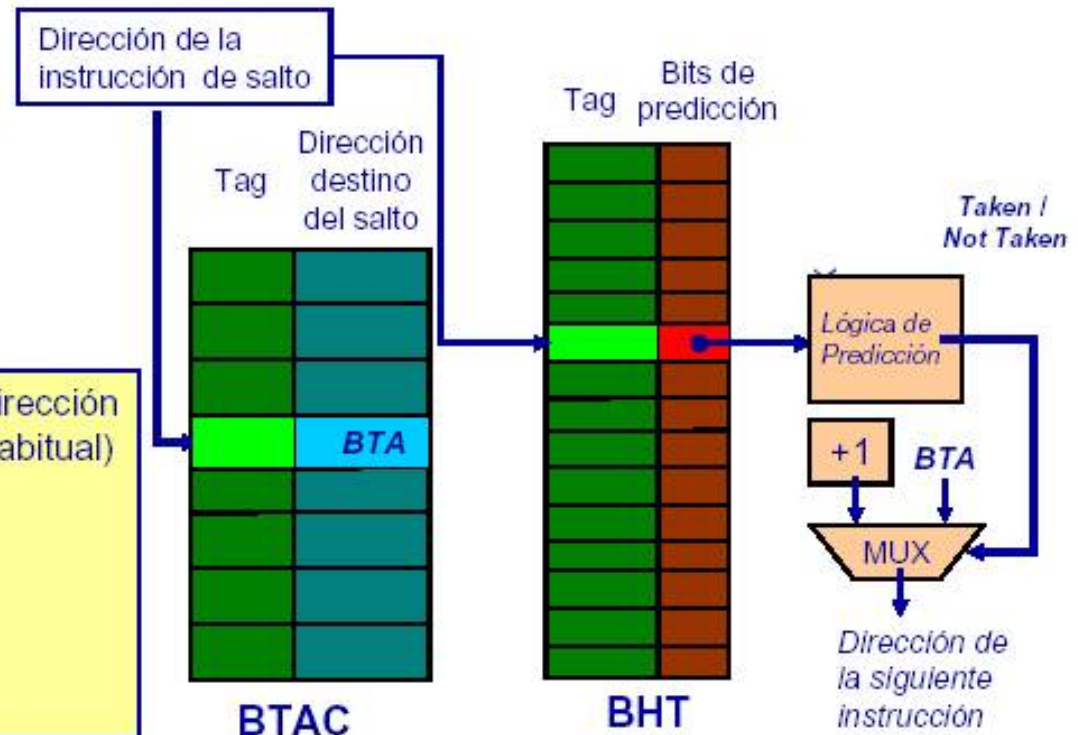 Dirección de la
instrucción de salto
Tag
Dirección
destino
del salto
BTA
BTAC
Tag
Bits de
predicción
BHT
Taken /
Not Taken
Lógica de
Predicción
+1
BTA
MUX
Dirección de
la siguiente
instrucción